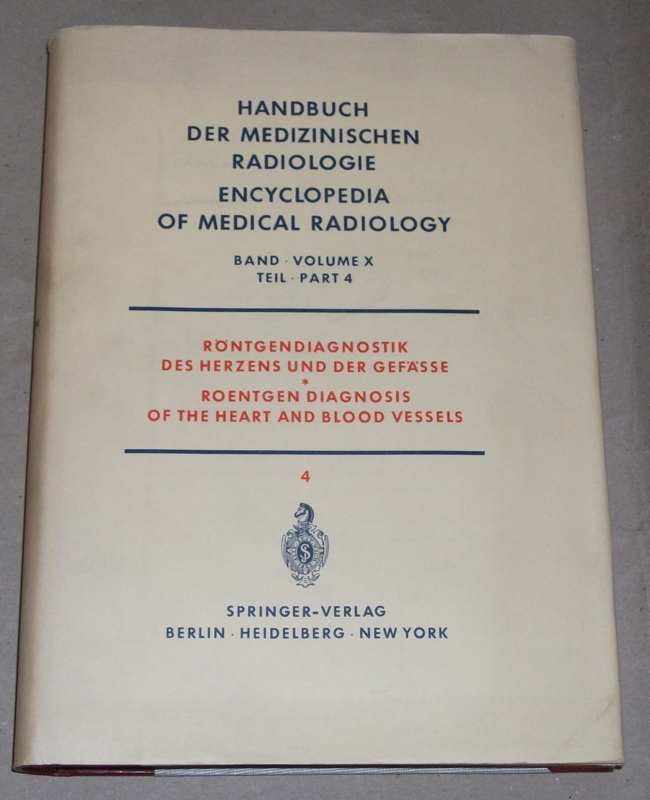 HANDBUCH
DER MEDIZINISCHEN
RADIOLOGIE
ENCYCLOPEDIA
OF MEDICAL RADIOLOGY
BAND · VOLUME X
TEIL · PART 4
RÖNTGENDIAGNOSTIK
DES HERZENS UND DER GEFÄSSE
*
ROENTGEN DIAGNOSIS
OF THE HEART AND BLOOD VESSELS
4
SPRINGER-VERLAG
BERLIN · HEIDELBERG · NEW YORK